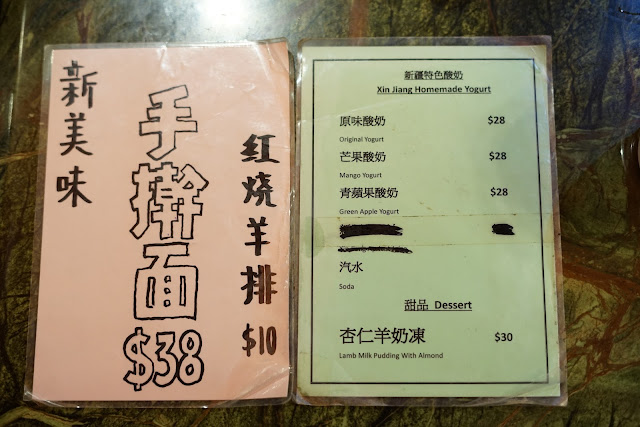 新美味
手擀面
$38
红烧羊排
$10
新疆特色酸奶
Xin Jiang Homemade Yogurt
原味酸奶 $28
Original Yogurt
芒果酸奶 $28
Mango Yogurt
青蘋果酸奶 $28
Green Apple Yogurt
汽水
Soda
甜品 Dessert
杏仁羊奶凍 $30
Lamb Milk Pudding With Almond